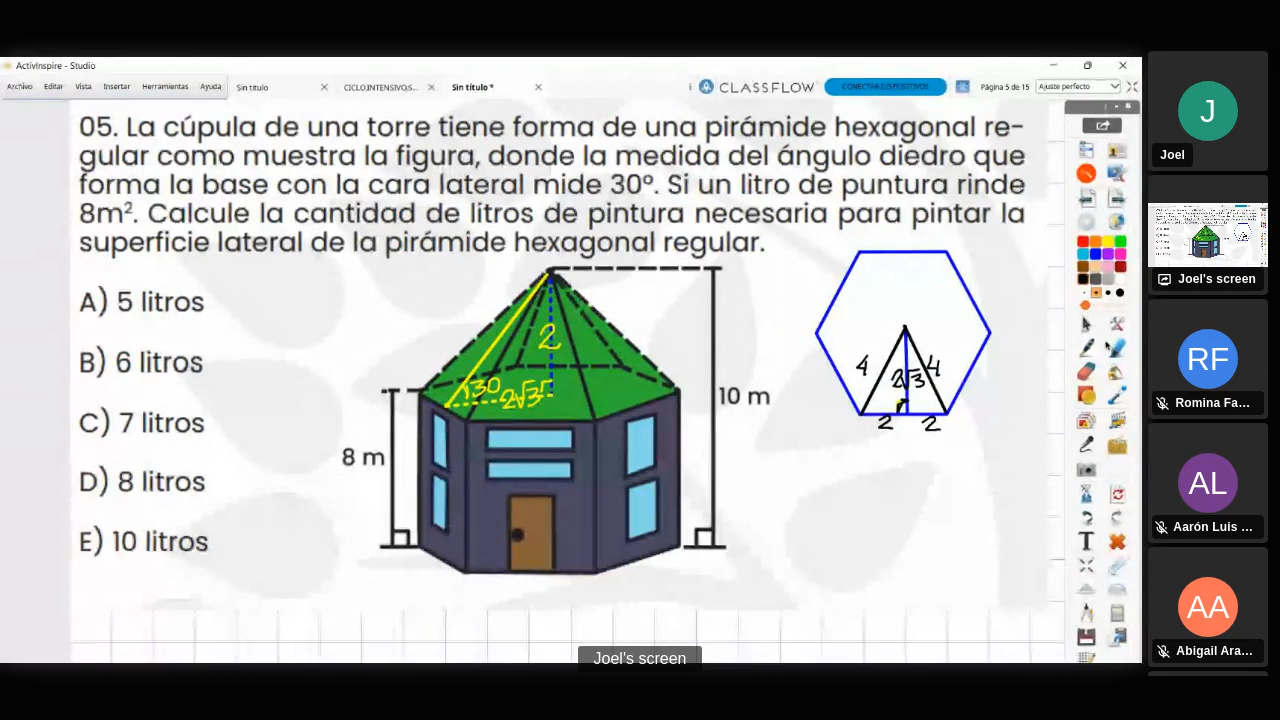 ActivInspire - Studio
Archivo Editar Vista Insertar Herramientas Ayuda
Sin título
CICLO.INTENSIVO,S...
Sin título *
CLASSFLOW
CONECTAR DISPOSITIVOS
Página 5 de 15
Ajuste perfecto
05. La cúpula de una torre tiene forma de una pirámide hexagonal re-
gular como muestra la figura, donde la medida del ángulo diedro que
forma la base con la cara lateral mide 30°. Si un litro de puntura rinde
8m². Calcule la cantidad de litros de pintura necesaria para pintar la
superficie lateral de la pirámide hexagonal regular.
A) 5 litros
B) 6 litros
C) 7 litros
D) 8 litros
E) 10 litros
2
30
2√3
8 m
10 m
4 2√3 4
2 2
T
Joel's screen
J
Joel
Joel's screen
RF
Romina Fa...
AL
Aarón Luis ...
AA
Abigail Ara...